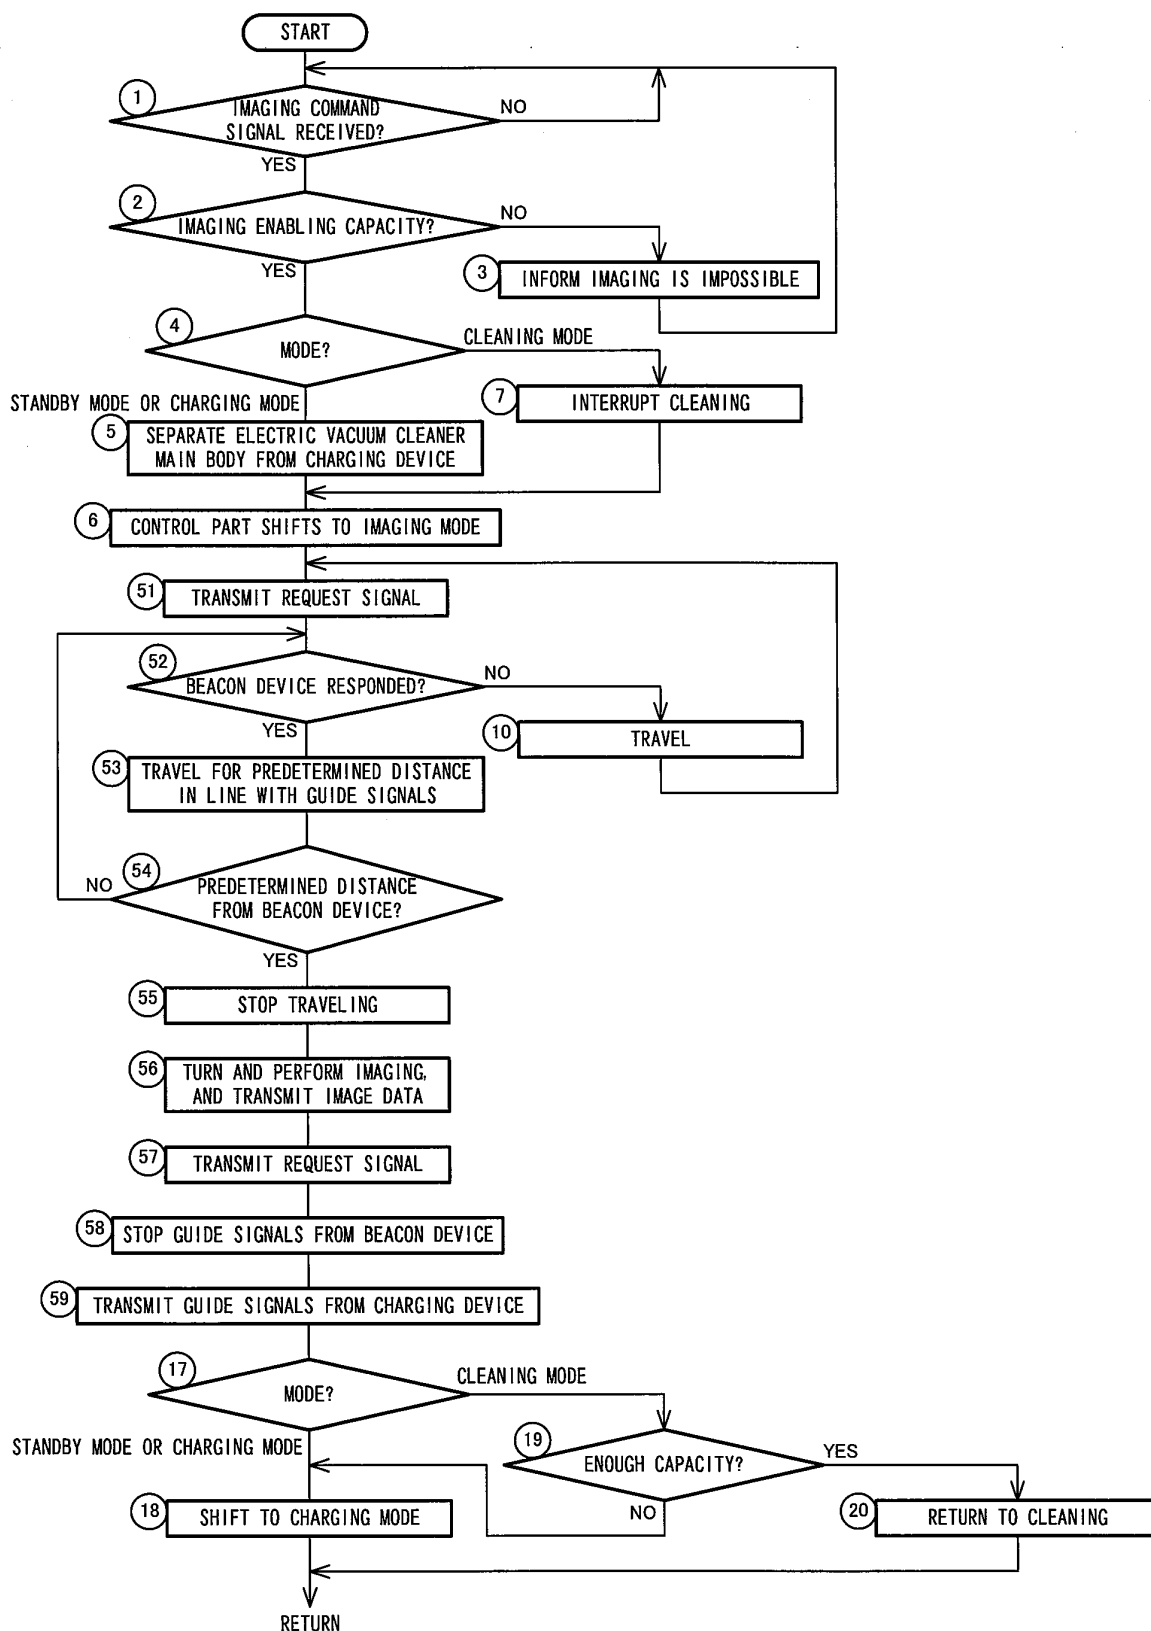 START
1
IMAGING COMMAND
SIGNAL RECEIVED?
NO
YES
2
IMAGING ENABLING CAPACITY?
NO
YES
3
INFORM IMAGING IS IMPOSSIBLE
4
MODE?
CLEANING MODE
STANDBY MODE OR CHARGING MODE
7
INTERRUPT CLEANING
5
SEPARATE ELECTRIC VACUUM CLEANER
MAIN BODY FROM CHARGING DEVICE
6
CONTROL PART SHIFTS TO IMAGING MODE
51
TRANSMIT REQUEST SIGNAL
52
BEACON DEVICE RESPONDED?
NO
YES
10
TRAVEL
53
TRAVEL FOR PREDETERMINED DISTANCE
IN LINE WITH GUIDE SIGNALS
54
NO
PREDETERMINED DISTANCE
FROM BEACON DEVICE?
YES
55
STOP TRAVELING
56
TURN AND PERFORM IMAGING,
AND TRANSMIT IMAGE DATA
57
TRANSMIT REQUEST SIGNAL
58
STOP GUIDE SIGNALS FROM BEACON DEVICE
59
TRANSMIT GUIDE SIGNALS FROM CHARGING DEVICE
17
MODE?
CLEANING MODE
STANDBY MODE OR CHARGING MODE
19
ENOUGH CAPACITY?
YES
NO
18
SHIFT TO CHARGING MODE
20
RETURN TO CLEANING
RETURN